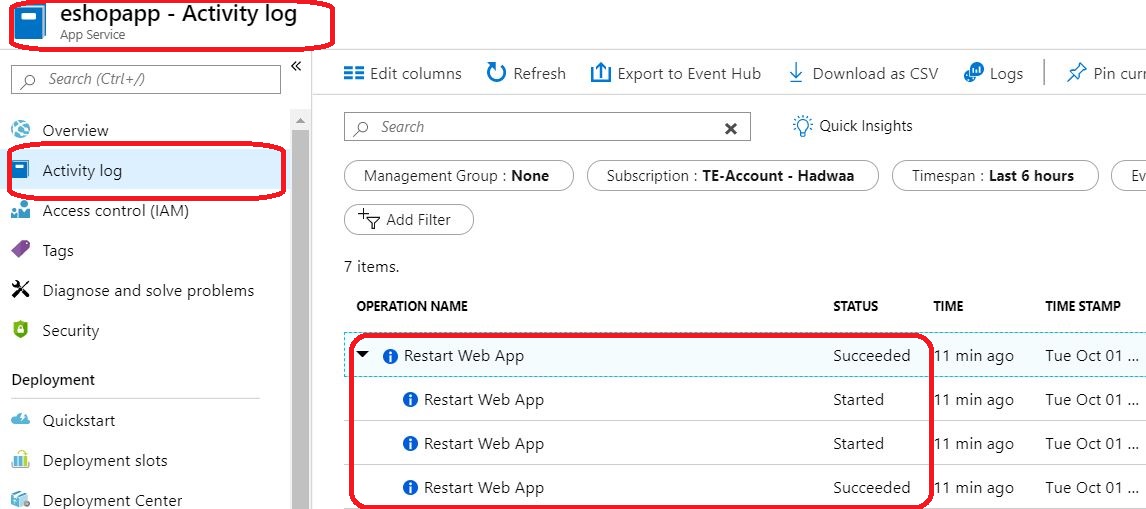 eshopapp - Activity log
App Service
«
Search (Ctrl+/)
Overview
Activity log
Access control (IAM)
Tags
Diagnose and solve problems
Security
Deployment
Quickstart
Deployment slots
Deployment Center
Edit columns Refresh Export to Event Hub Download as CSV Logs Pin curr
Search Quick Insights
Management Group : None Subscription : TE-Account - Hadwaa Timespan : Last 6 hours Ev
Add Filter
7 items.
OPERATION NAME STATUS TIME TIME STAMP
Restart Web App Succeeded 11 min ago Tue Oct 01 ...
Restart Web App Started 11 min ago Tue Oct 01 ...
Restart Web App Started 11 min ago Tue Oct 01 ...
Restart Web App Succeeded 11 min ago Tue Oct 01 ...